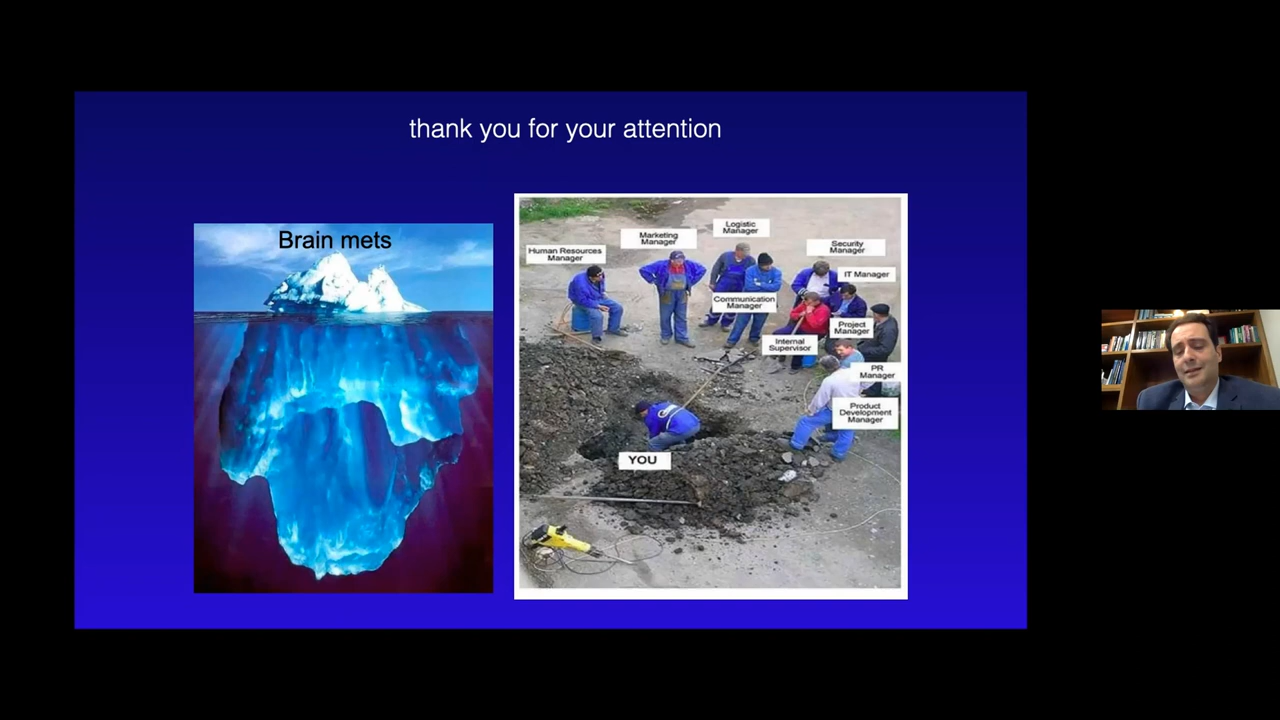 thank you for your attention
Brain mets
Human Resources
Manager
Marketing
Manager
Logistic
Manager
Security
Manager
IT Manager
Communication
Manager
Project
Manager
Internal
Supervisor
PR
Manager
Product
Development
Manager
YOU